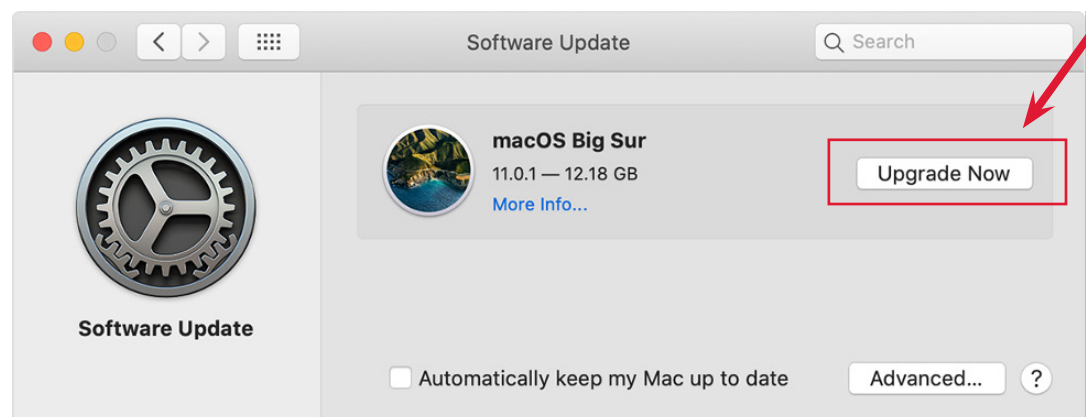 Software Update
Search
macOS Big Sur
11.0.1 — 12.18 GB
More Info...
Upgrade Now
Software Update
Automatically keep my Mac up to date
Advanced...
?